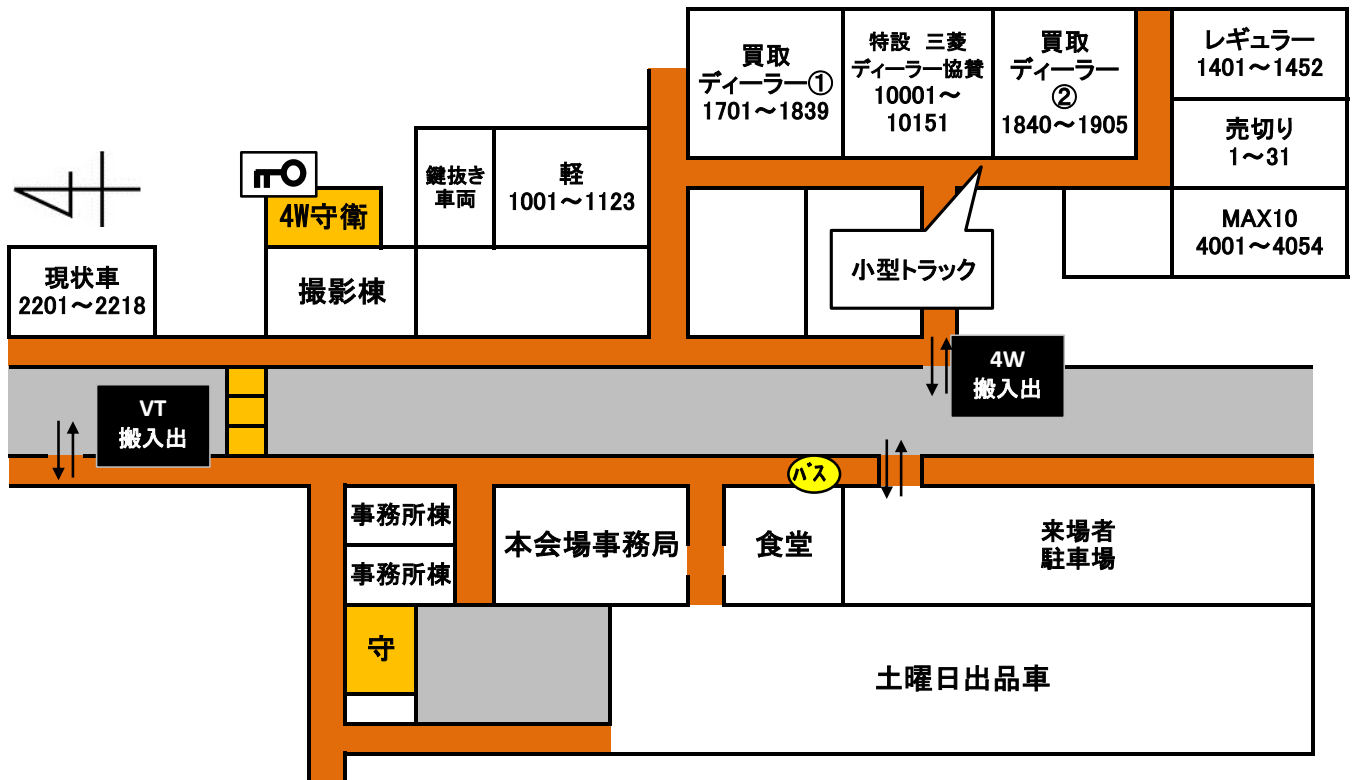 買取
ディーラー①
1701～1839
特設 三菱
ディーラー協賛
10001～
10151
買取
ディーラー
②
1840～1905
レギュラー
1401～1452
売切り
1～31
MAX10
4001～4054
鍵抜き
車両
軽
1001～1123
4W守衛
現状車
2201～2218
撮影棟
小型トラック
4W
搬入出
VT
搬入出
バス
事務所棟
事務所棟
本会場事務局
食堂
来場者
駐車場
守
土曜日出品車